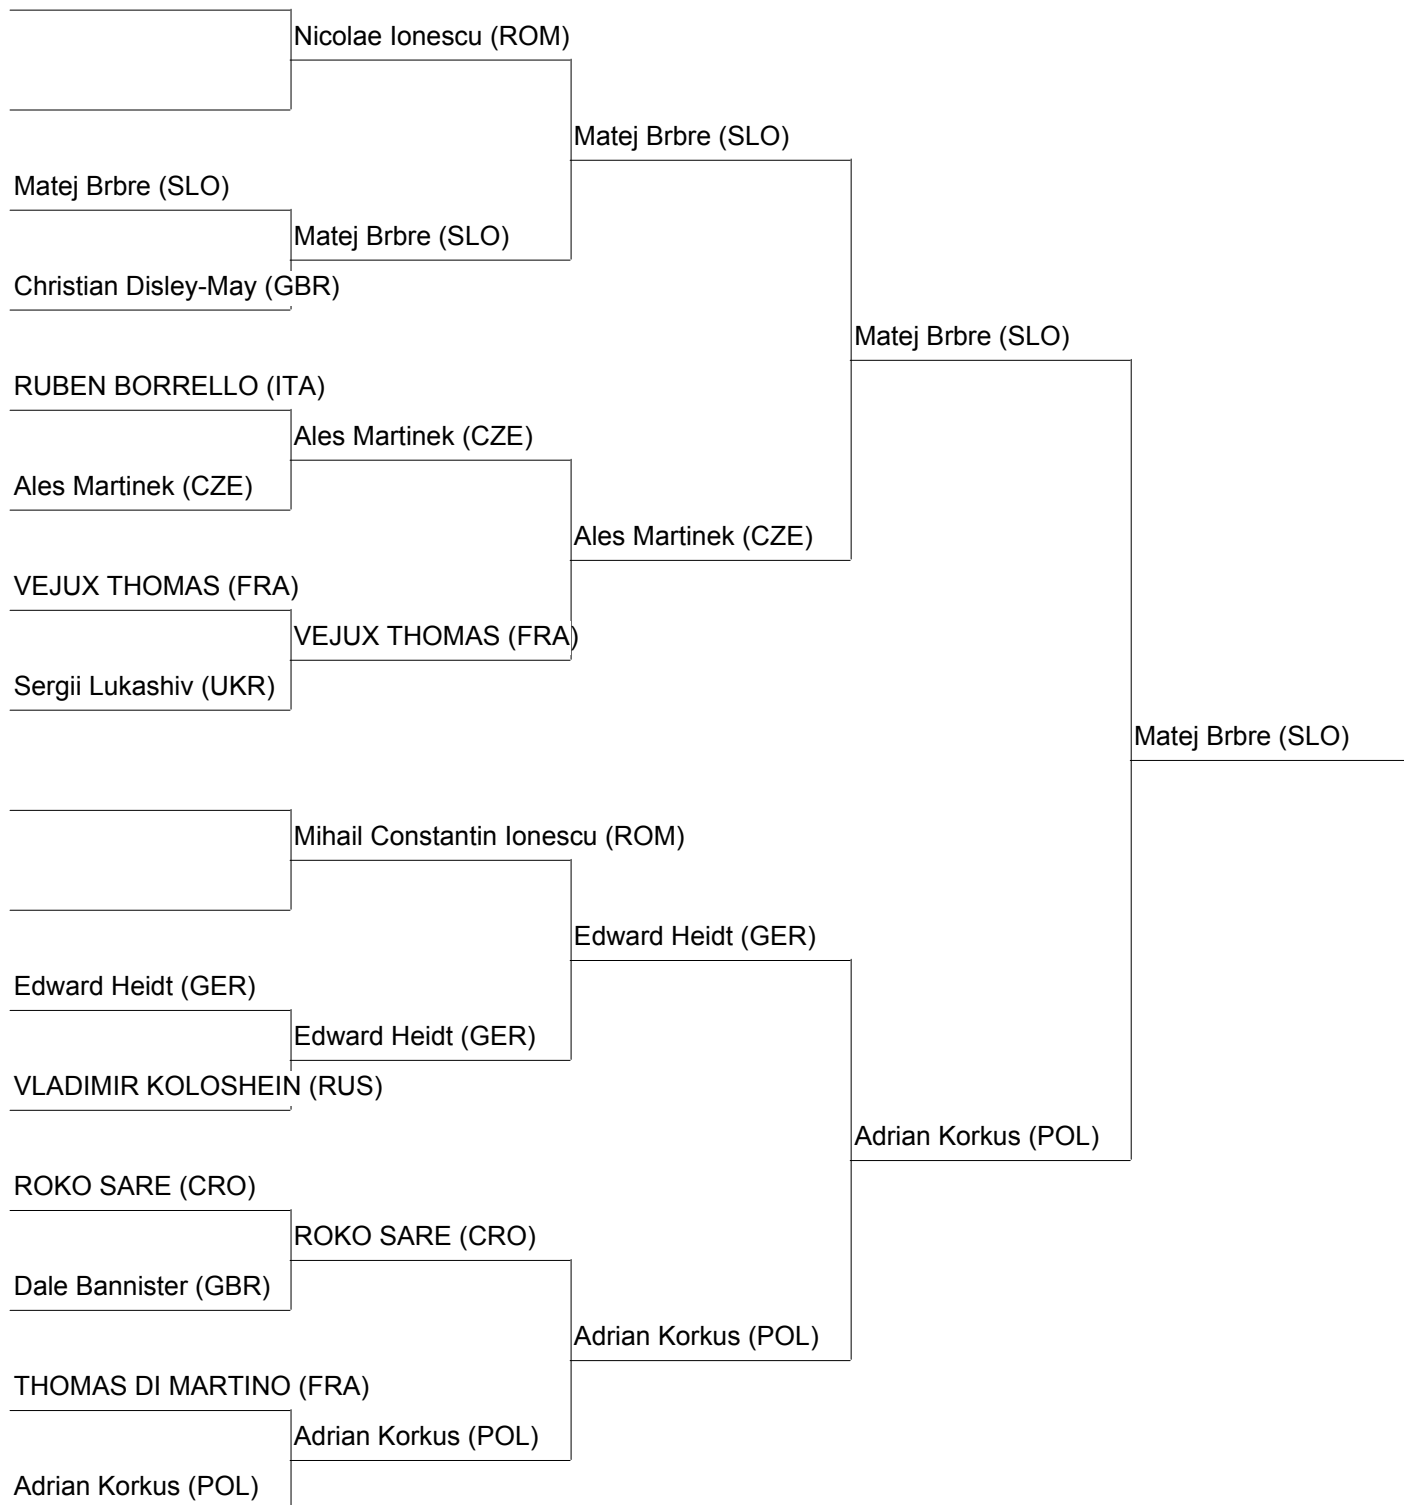 Nicolae Ionescu (ROM)
Matej Brbre (SLO)
Matej Brbre (SLO)
Matej Brbre (SLO)
Christian Disley-May (GBR)
Matej Brbre (SLO)
RUBEN BORRELLO (ITA)
Ales Martinek (CZE)
Ales Martinek (CZE)
Ales Martinek (CZE)
VEJUX THOMAS (FRA)
VEJUX THOMAS (FRA)
Sergii Lukashiv (UKR)
Matej Brbre (SLO)
Mihail Constantin Ionescu (ROM)
Edward Heidt (GER)
Edward Heidt (GER)
Edward Heidt (GER)
VLADIMIR KOLOSHEIN (RUS)
Adrian Korkus (POL)
ROKO SARE (CRO)
ROKO SARE (CRO)
Dale Bannister (GBR)
Adrian Korkus (POL)
THOMAS DI MARTINO (FRA)
Adrian Korkus (POL)
Adrian Korkus (POL)